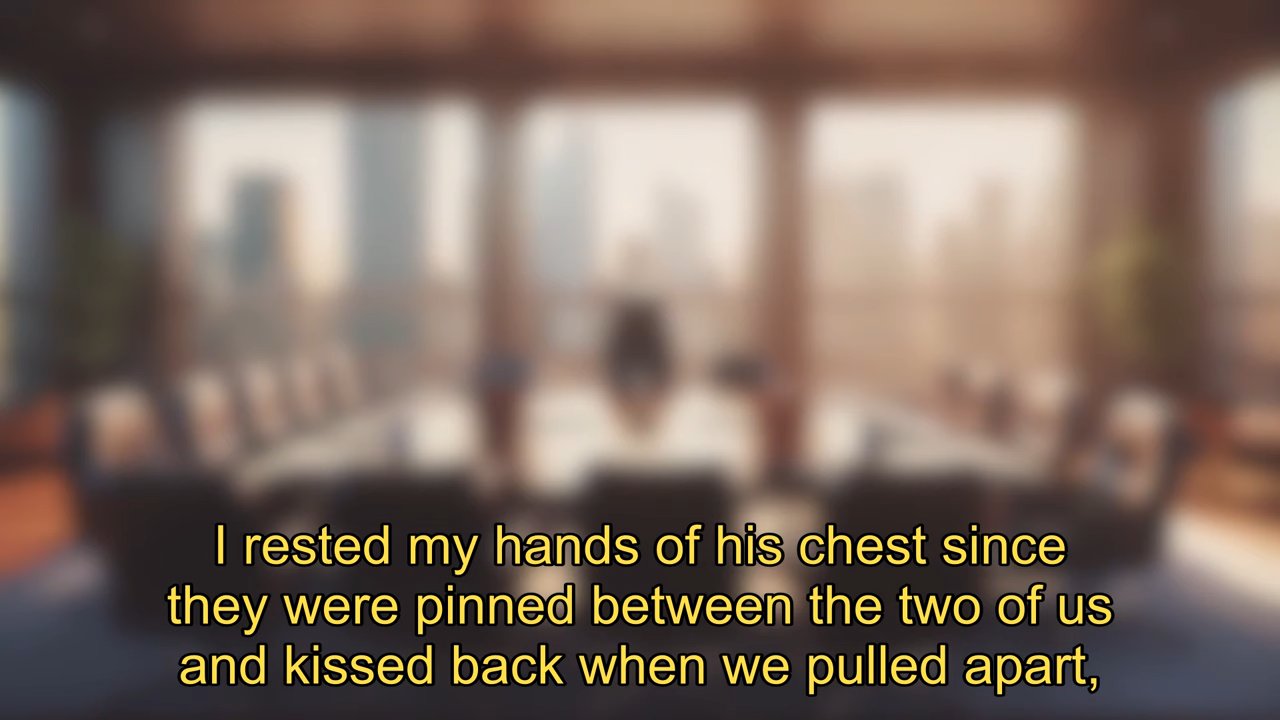 I rested my hands of his chest since
they were pinned between the two of us
and kissed back when we pulled apart,